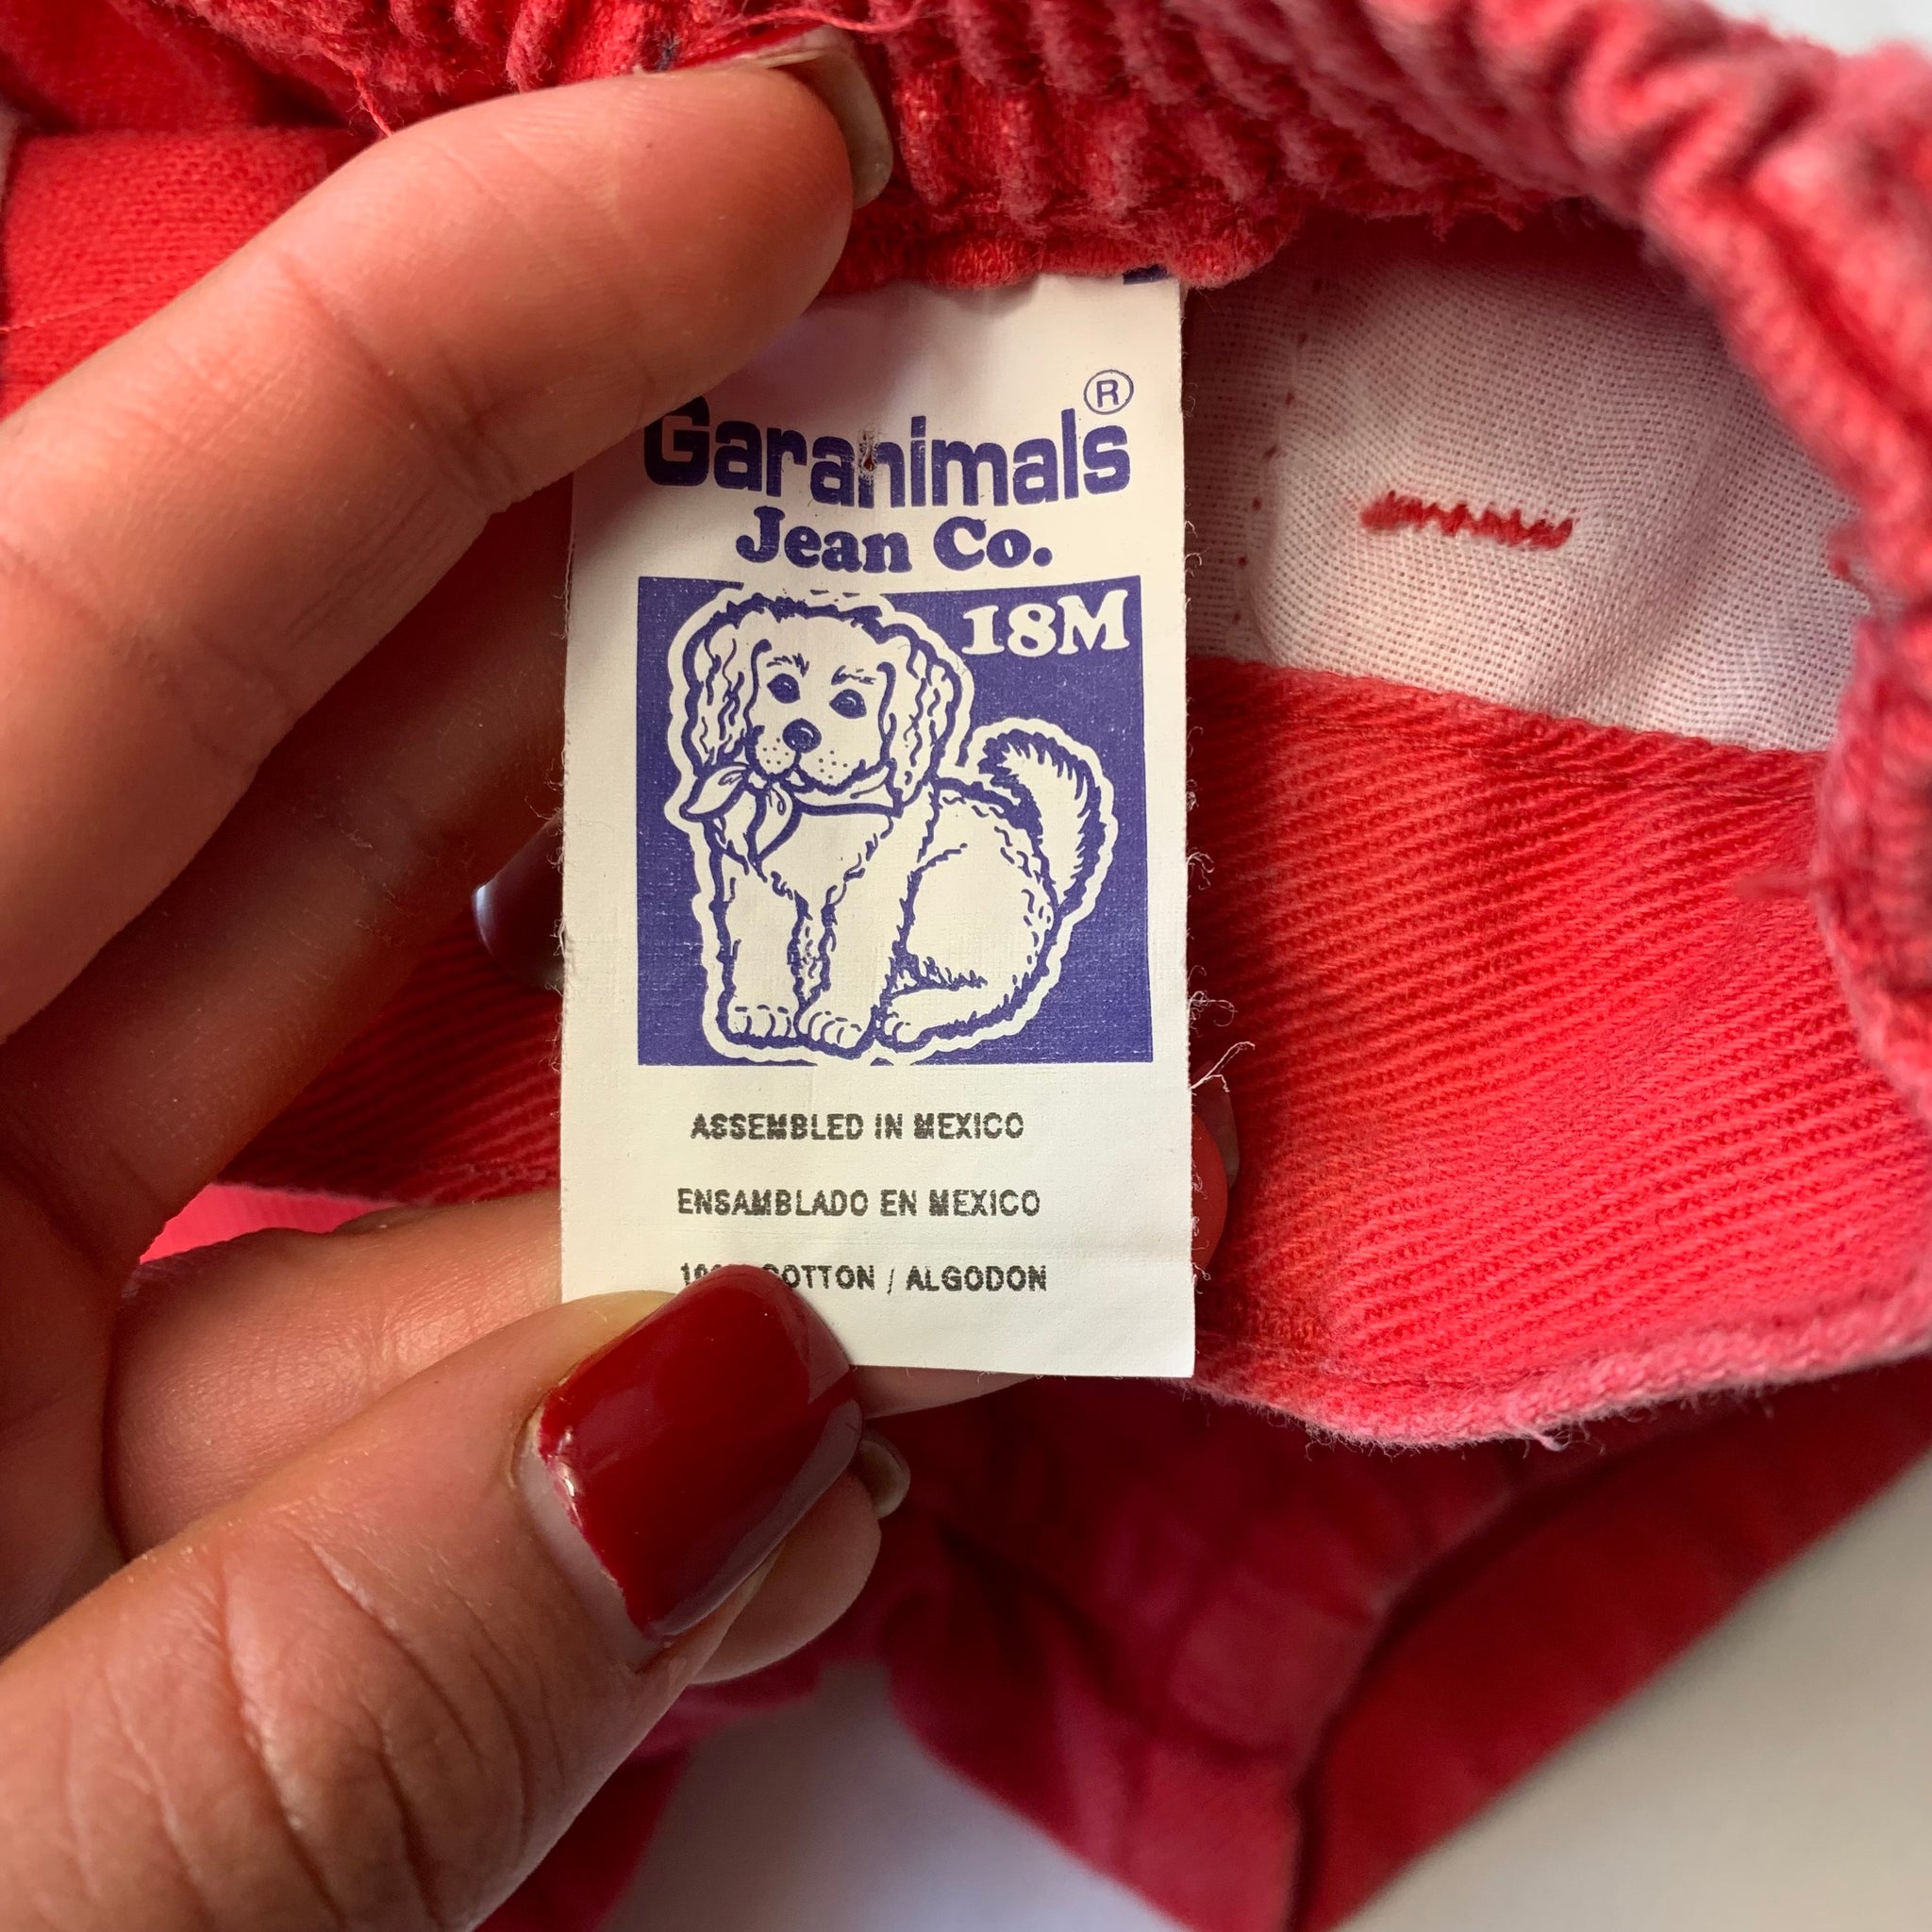 Garanimals®
Jean Co.
18M
ASSEMBLED IN MEXICO
ENSAMBLADO EN MEXICO
COTTON / ALGODON